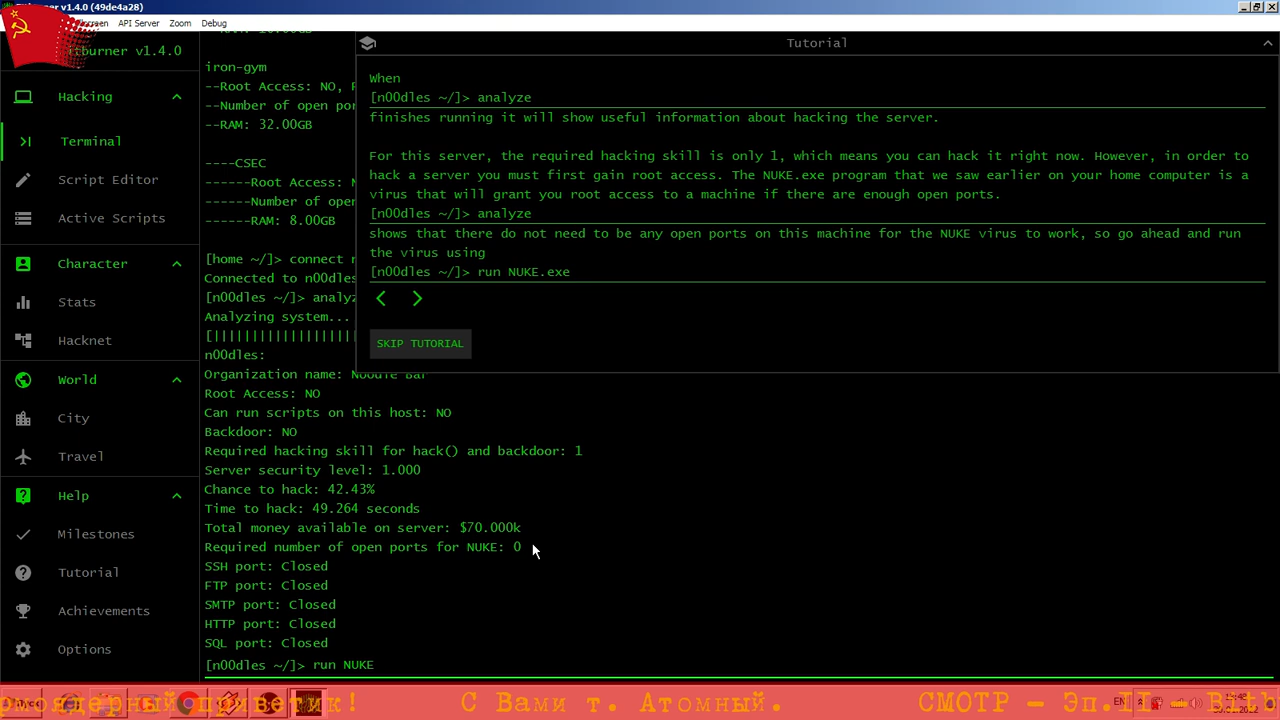 v1.4.0 (49de4a28)
API Server
Zoom
Debug
burner v1.4.0
Hacking
Terminal
Script Editor
Active Scripts
Character
Stats
Hacknet
World
City
Travel
Help
Milestones
Tutorial
Achievements
Options
iron-gym
--Root Access: NO,
--Number of open por
--RAM: 32.00GB
----CSEC
------Root Access:
------Number of ope
------RAM: 8.00GB
[home ~/]> connect
Connected to n00dles
[n00dles ~/]> analyz
Analyzing system...
n00dles:
Organization name: Noodle Bar
Root Access: NO
Can run scripts on this host: NO
Backdoor: NO
Required hacking skill for hack() and backdoor: 1
Server security level: 1.000
Chance to hack: 42.43%
Time to hack: 49.264 seconds
Total money available on server: $70.000k
Required number of open ports for NUKE: 0
SSH port: Closed
FTP port: Closed
SMTP port: Closed
HTTP port: Closed
SQL port: Closed
[n00dles ~/]> run NUKE
Tutorial
When
[n00dles ~/]> analyze
finishes running it will show useful information about hacking the server.
For this server, the required hacking skill is only 1, which means you can hack it right now. However, in order to
hack a server you must first gain root access. The NUKE.exe program that we saw earlier on your home computer is a
virus that will grant you root access to a machine if there are enough open ports.
[n00dles ~/]> analyze
shows that there do not need to be any open ports on this machine for the NUKE virus to work, so go ahead and run
the virus using
[n00dles ~/]> run NUKE.exe
SKIP TUTORIAL
рмоядерный приветик! С Вами т. Атомный. СМОТР — Эп.
EN